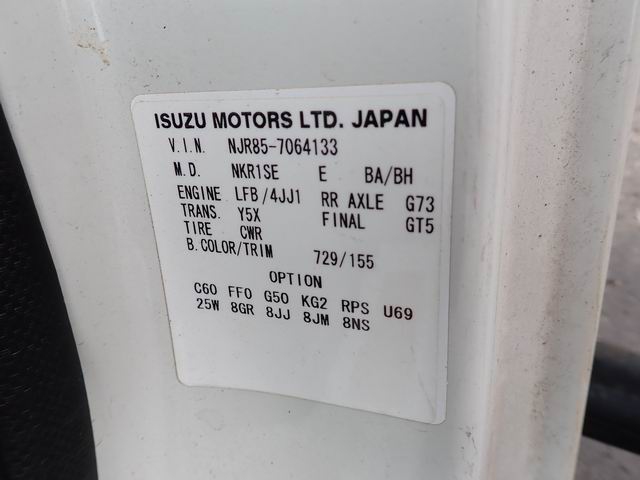 ISUZU MOTORS LTD. JAPAN
V.I.N. NJR85-7064133
M.D. NKR1SE E BA/BH
ENGINE LFB/4JJ1 RR AXLE G73
TRANS. Y5X FINAL GT5
TIRE CWR
B.COLOR/TRIM 729/155
OPTION
C60 FF0 G50 KG2 RPS U69
25W 8GR 8JJ 8JM 8NS